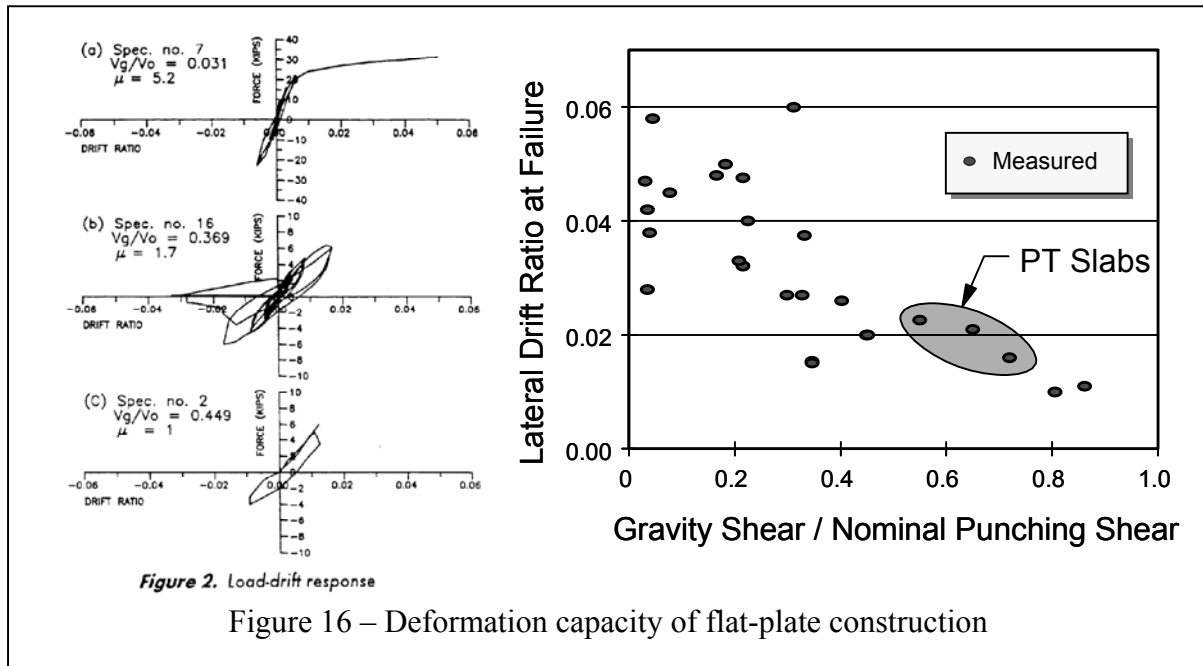 (a) Spec. no. 7
Vg/Vo = 0.031
μ = 5.2
FORCE (KIPS)
40
30
20
10
0.00
-10
-20
-30
-40
-0.06 -0.04 -0.02 0.02 0.04 0.06
DRIFT RATIO
(b) Spec. no. 16
Vg/Vo = 0.369
μ = 1.7
FORCE (KIPS)
10
8
6
4
2
0.00
-2
-4
-6
-8
-10
-0.06 -0.04 -0.02 0.02 0.04 0.06
DRIFT RATIO
(C) Spec. no. 2
Vg/Vo = 0.449
μ = 1
FORCE (KIPS)
10
8
6
4
2
0.00
-2
-4
-6
-8
-10
-0.06 -0.04 -0.02 0.02 0.04 0.06
DRIFT RATIO
Figure 2. Load-drift response
Lateral Drift Ratio at Failure
0.06
0.04
0.02
0.00
Measured
PT Slabs
0 0.2 0.4 0.6 0.8 1.0
Gravity Shear / Nominal Punching Shear
Figure 16 – Deformation capacity of flat-plate construction